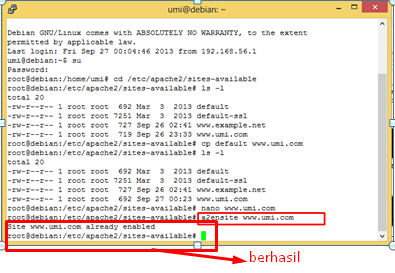 umi@debian: ~
Debian GNU/Linux comes with ABSOLUTELY NO WARRANTY, to the extent
permitted by applicable law.
Last login: Fri Sep 27 00:04:46 2013 from 192.168.56.1
umi@debian:~$ su
Password:
root@debian:/home/umi# cd /etc/apache2/sites-available
root@debian:/etc/apache2/sites-available# ls -l
total 20
-rw-r--r-- 1 root root  692 Mar  3  2013 default
-rw-r--r-- 1 root root 7251 Mar  3  2013 default-ssl
-rw-r--r-- 1 root root  727 Sep 26 02:41 www.example.net
-rw-r--r-- 1 root root  719 Sep 26 23:33 www.umi.com
root@debian:/etc/apache2/sites-available# cp default www.umi.com
root@debian:/etc/apache2/sites-available# ls -l
total 20
-rw-r--r-- 1 root root  692 Mar  3  2013 default
-rw-r--r-- 1 root root 7251 Mar  3  2013 default-ssl
-rw-r--r-- 1 root root  727 Sep 26 02:41 www.example.net
-rw-r--r-- 1 root root  692 Sep 27 00:23 www.umi.com
root@debian:/etc/apache2/sites-available# nano www.umi.com
root@debian:/etc/apache2/sites-available# a2ensite www.umi.com
Site www.umi.com already enabled
root@debian:/etc/apache2/sites-available#
berhasil